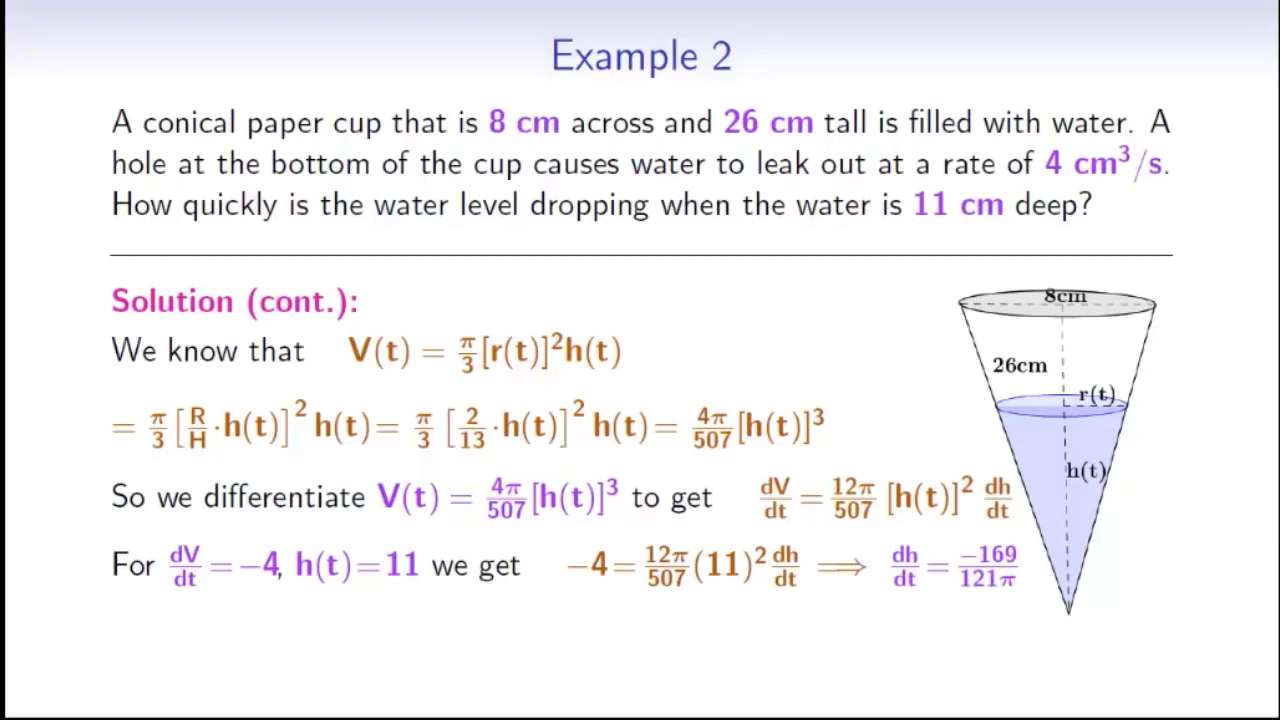 Example 2
A conical paper cup that is 8 cm across and 26 cm tall is filled with water. A
hole at the bottom of the cup causes water to leak out at a rate of 4 cm³/s.
How quickly is the water level dropping when the water is 11 cm deep?
Solution (cont.):
We know that V(t) = π/3 [r(t)]²h(t)
= π/3 [R/H · h(t)]² h(t) = π/3 [2/13 · h(t)]² h(t) = 4π/507 [h(t)]³
So we differentiate V(t) = 4π/507 [h(t)]³ to get dV/dt = 12π/507 [h(t)]² dh/dt
For dV/dt = −4, h(t) = 11 we get −4 = 12π/507 (11)² dh/dt ⟹ dh/dt = −169/121π
8cm
26cm
r(t)
h(t)